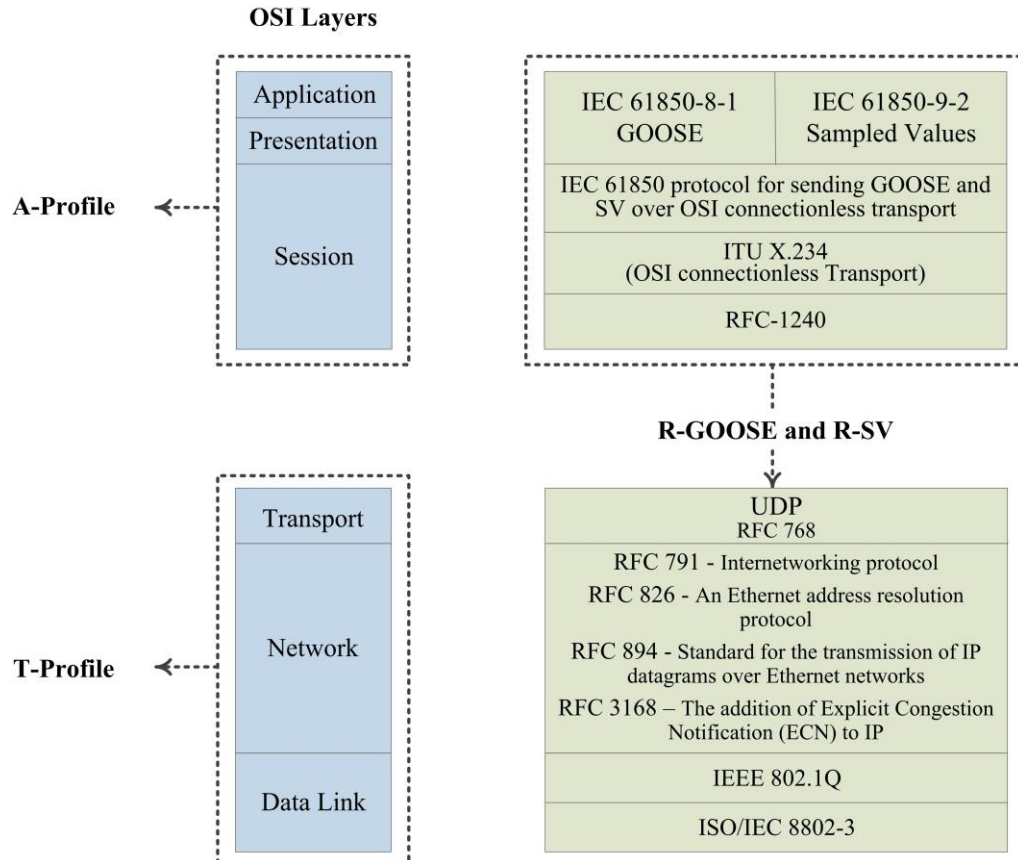 OSI Layers
Application
Presentation
Session
A-Profile
IEC 61850-8-1
GOOSE
IEC 61850-9-2
Sampled Values
IEC 61850 protocol for sending GOOSE and
SV over OSI connectionless transport
ITU X.234
(OSI connectionless Transport)
RFC-1240
R-GOOSE and R-SV
Transport
Network
Data Link
T-Profile
UDP
RFC 768
RFC 791 - Internetworking protocol
RFC 826 - An Ethernet address resolution
protocol
RFC 894 - Standard for the transmission of IP
datagrams over Ethernet networks
RFC 3168 – The addition of Explicit Congestion
Notification (ECN) to IP
IEEE 802.1Q
ISO/IEC 8802-3